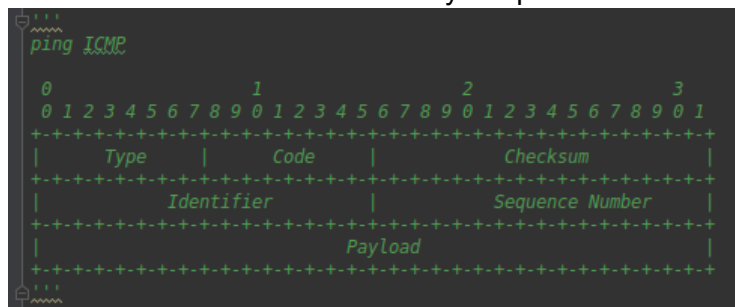 '''
ping ICMP
0                   1                   2                   3
0 1 2 3 4 5 6 7 8 9 0 1 2 3 4 5 6 7 8 9 0 1 2 3 4 5 6 7 8 9 0 1
+-+-+-+-+-+-+-+-+-+-+-+-+-+-+-+-+-+-+-+-+-+-+-+-+-+-+-+-+-+-+-+-+
|      Type     |      Code     |            Checksum           |
+-+-+-+-+-+-+-+-+-+-+-+-+-+-+-+-+-+-+-+-+-+-+-+-+-+-+-+-+-+-+-+-+
|            Identifier         |           Sequence Number     |
+-+-+-+-+-+-+-+-+-+-+-+-+-+-+-+-+-+-+-+-+-+-+-+-+-+-+-+-+-+-+-+-+
|                             Payload                           |
+-+-+-+-+-+-+-+-+-+-+-+-+-+-+-+-+-+-+-+-+-+-+-+-+-+-+-+-+-+-+-+-+
'''